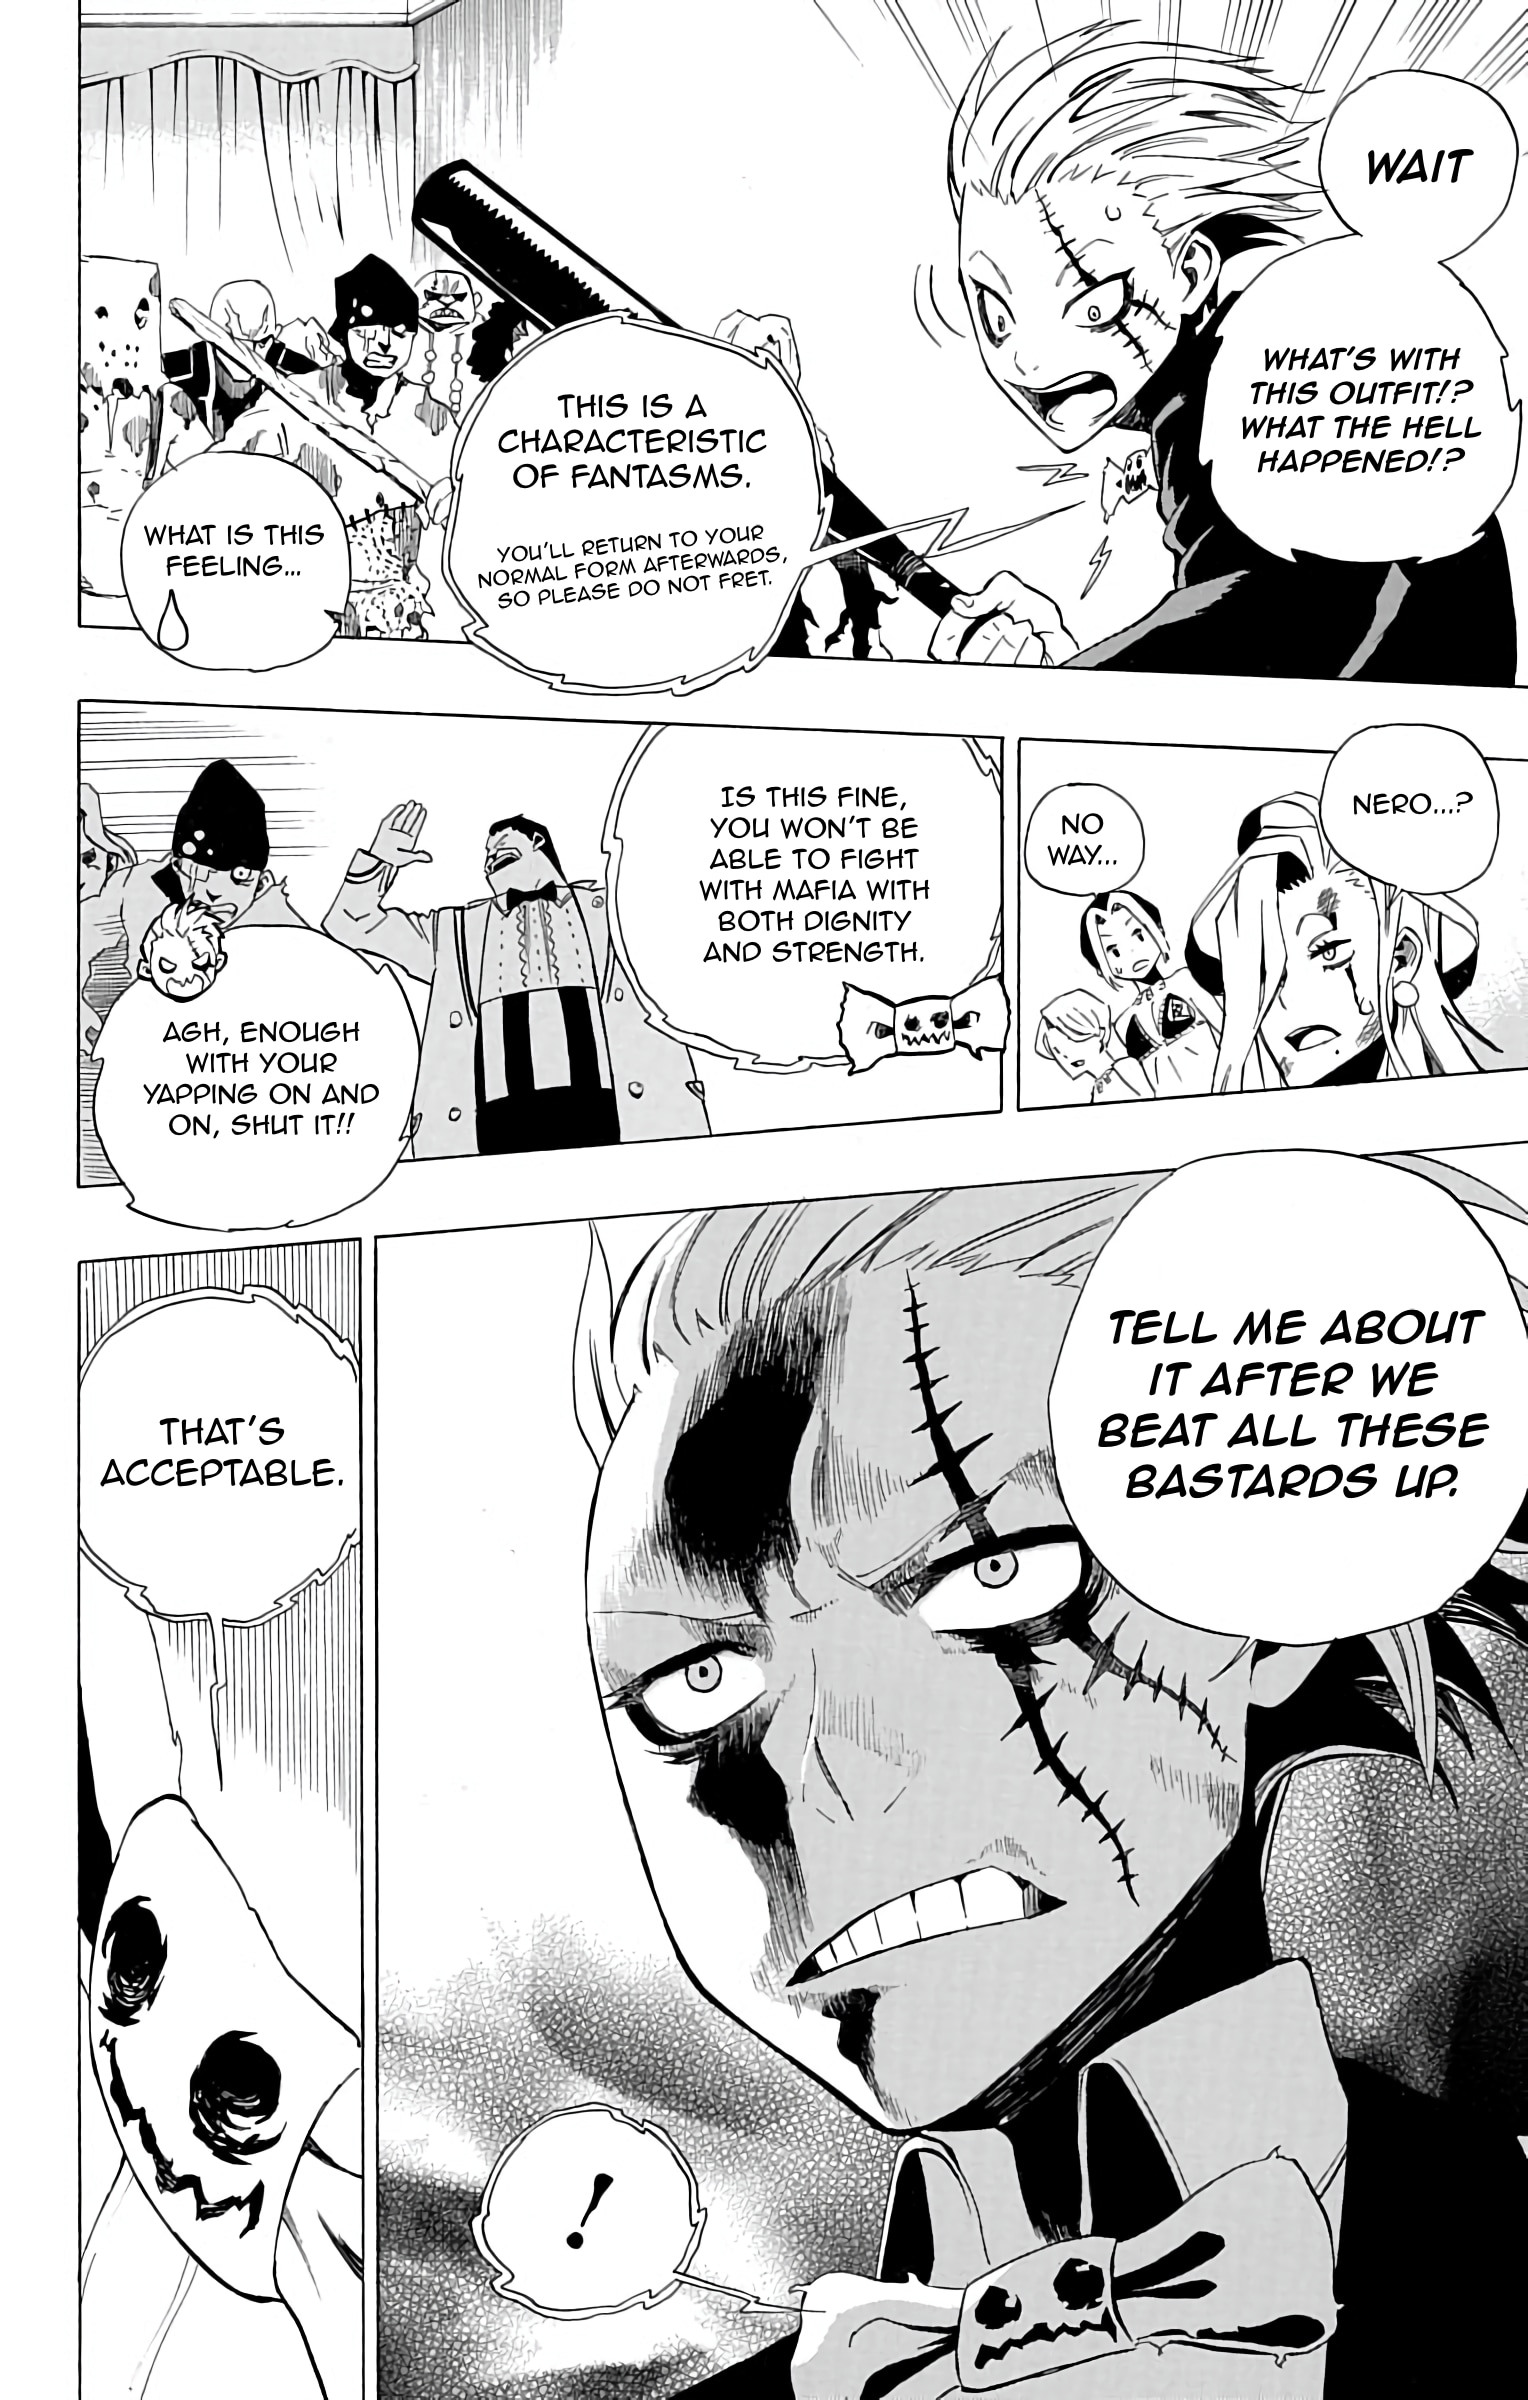 WAIT
WHAT'S WITH
THIS OUTFIT!?
WHAT THE HELL
HAPPENED!?
THIS IS A
CHARACTERISTIC
OF FANTASMS.
YOU'LL RETURN TO YOUR
NORMAL FORM AFTERWARDS,
SO PLEASE DO NOT FRET.
WHAT IS THIS
FEELING...
NERO...?
NO
WAY...
IS THIS FINE,
YOU WON'T BE
ABLE TO FIGHT
WITH MAFIA WITH
BOTH DIGNITY
AND STRENGTH.
AGH, ENOUGH
WITH YOUR
YAPPING ON AND
ON, SHUT IT!!
TELL ME ABOUT
IT AFTER WE
BEAT ALL THESE
BASTARDS UP.
!
THAT'S
ACCEPTABLE.